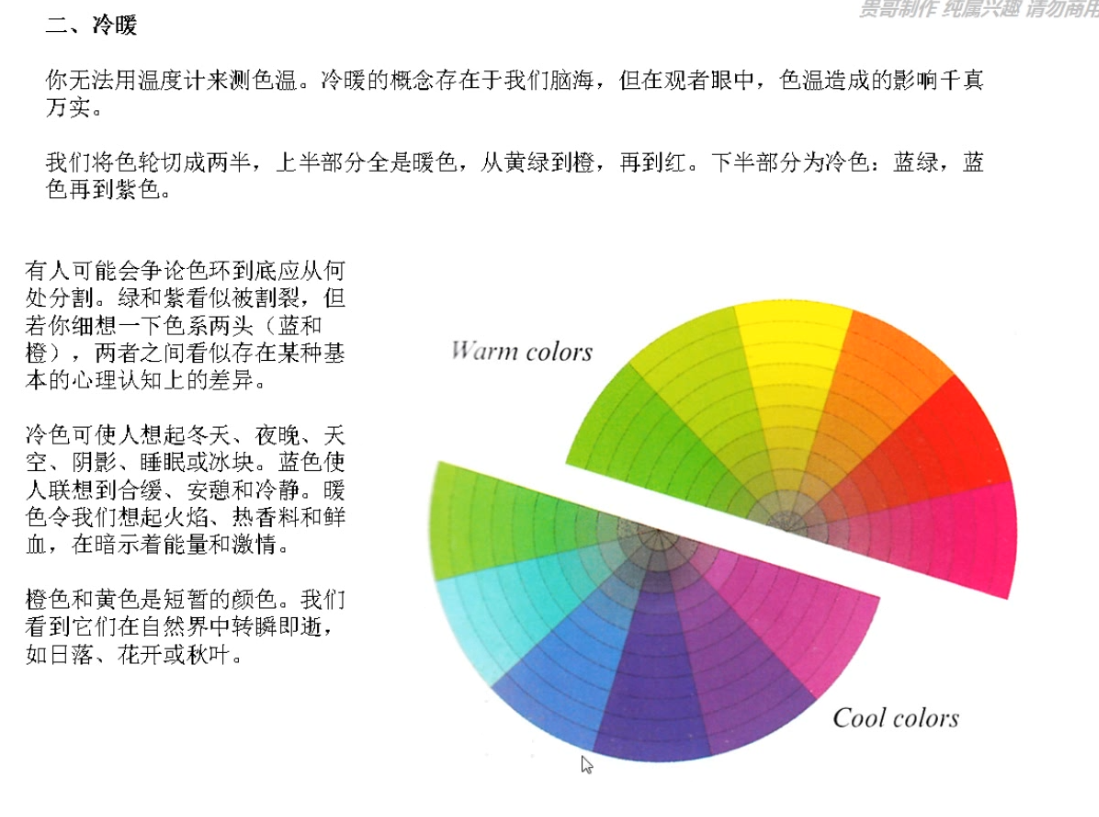 贵哥制作 纯属兴趣 请勿商用
二、冷暖
你无法用温度计来测色温。冷暖的概念存在于我们脑海，但在观者眼中，色温造成的影响千真
万实。
我们将色轮切成两半，上半部分全是暖色，从黄绿到橙，再到红。下半部分为冷色：蓝绿，蓝
色再到紫色。
有人可能会争论色环到底应从何
处分割。绿和紫看似被割裂，但
若你细想一下色系两头（蓝和
橙），两者之间看似存在某种基
本的心理认知上的差异。
冷色可使人想起冬天、夜晚、天
空、阴影、睡眠或冰块。蓝色使
人联想到合缓、安憩和冷静。暖
色令我们想起火焰、热香料和鲜
血，在暗示着能量和激情。
橙色和黄色是短暂的颜色。我们
看到它们在自然界中转瞬即逝，
如日落、花开或秋叶。
Warm colors
Cool colors